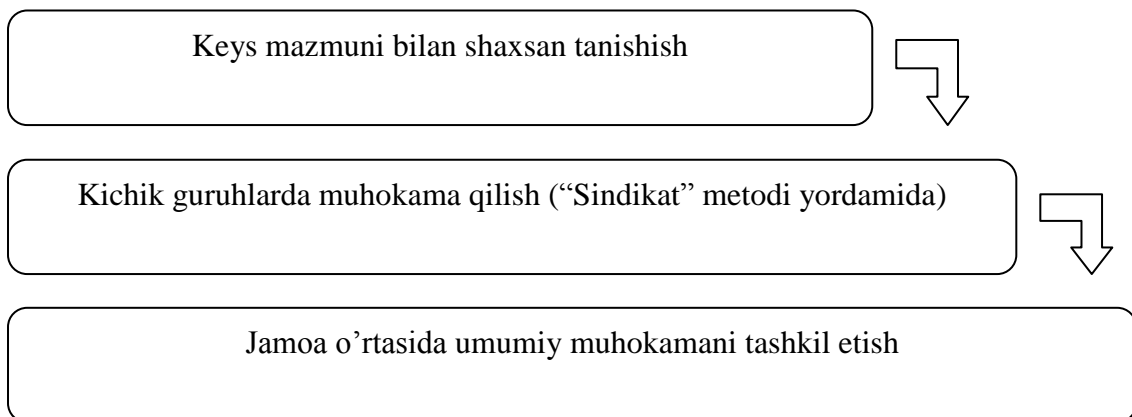 Keys mazmuni bilan shaxsan tanishish
Kichik guruhlarda muhokama qilish (“Sindikat” metodi yordamida)
Jamoa o’rtasida umumiy muhokamani tashkil etish